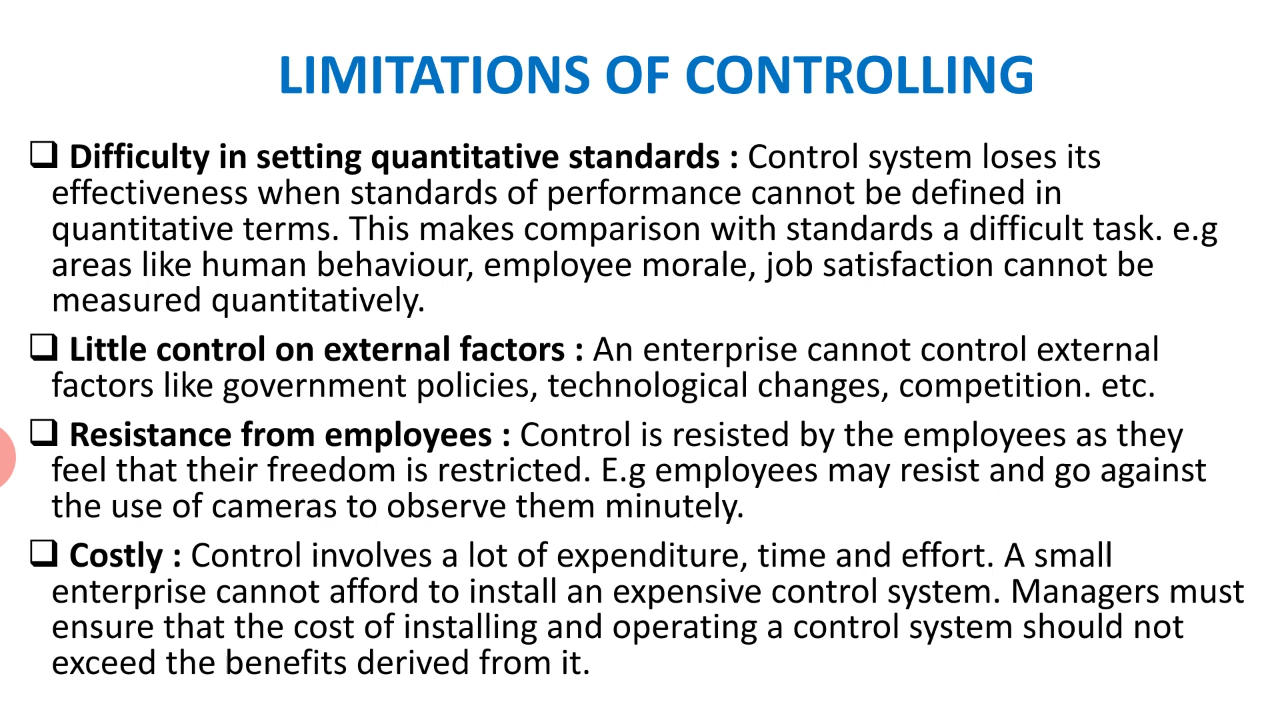 LIMITATIONS OF CONTROLLING
❑ Difficulty in setting quantitative standards : Control system loses its
effectiveness when standards of performance cannot be defined in
quantitative terms. This makes comparison with standards a difficult task. e.g
areas like human behaviour, employee morale, job satisfaction cannot be
measured quantitatively.
❑ Little control on external factors : An enterprise cannot control external
factors like government policies, technological changes, competition. etc.
❑ Resistance from employees : Control is resisted by the employees as they
feel that their freedom is restricted. E.g employees may resist and go against
the use of cameras to observe them minutely.
❑ Costly : Control involves a lot of expenditure, time and effort. A small
enterprise cannot afford to install an expensive control system. Managers must
ensure that the cost of installing and operating a control system should not
exceed the benefits derived from it.